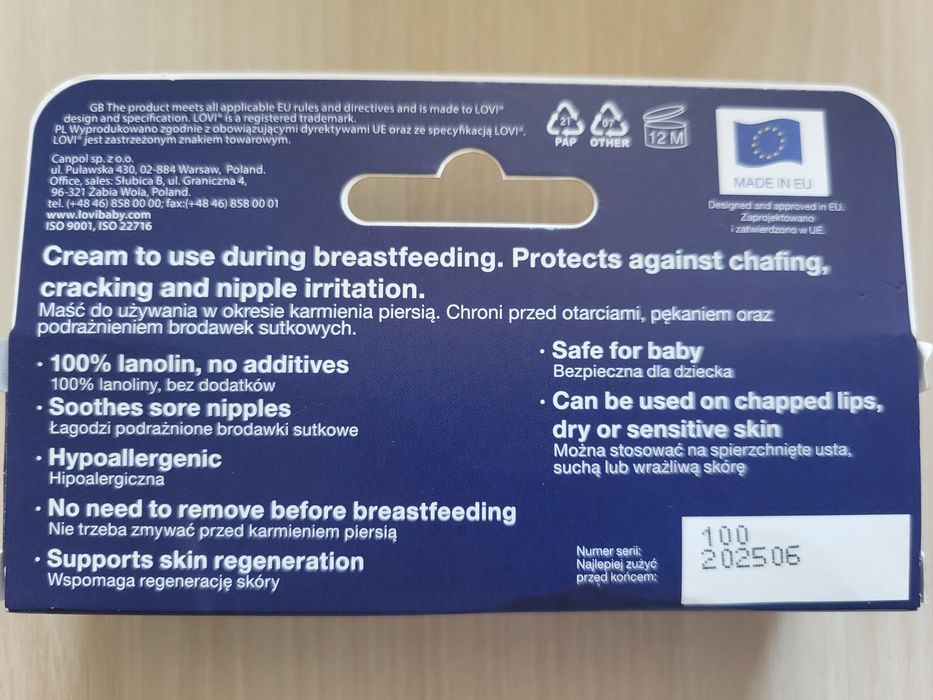 GB The product meets all applicable EU rules and directives and is made to LOVI®
design and specification. LOVI® is a registered trademark.
PL Wyprodukowano zgodnie z obowiązującymi dyrektywami UE oraz ze specyfikacją LOVI®.
LOVI® jest zastrzeżonym znakiem towarowym.
Canpol sp. z o.o.
ul. Puławska 430, 02-884 Warsaw, Poland.
Office, sales: Słubica B, ul. Graniczna 4,
96-321 Żabia Wola, Poland.
tel. (+48 46) 858 00 00; fax:(+48 46) 858 00 01
www.lovibaby.com
ISO 9001, ISO 22716
21
PAP
07
OTHER
12 M
MADE IN EU
Designed and approved in EU.
Zaprojektowano
i zatwierdzono w UE.
Cream to use during breastfeeding. Protects against chafing,
cracking and nipple irritation.
Maść do używania w okresie karmienia piersią. Chroni przed otarciami, pękaniem oraz
podrażnieniem brodawek sutkowych.
· 100% lanolin, no additives
100% lanoliny, bez dodatków
· Soothes sore nipples
Łagodzi podrażnione brodawki sutkowe
· Hypoallergenic
Hipoalergiczna
· No need to remove before breastfeeding
Nie trzeba zmywać przed karmieniem piersią
· Supports skin regeneration
Wspomaga regenerację skóry
· Safe for baby
Bezpieczna dla dziecka
· Can be used on chapped lips,
dry or sensitive skin
Można stosować na spierzchnięte usta,
suchą lub wrażliwą skórę
Numer serii:
Najlepiej zużyć
przed końcem:
100
202506